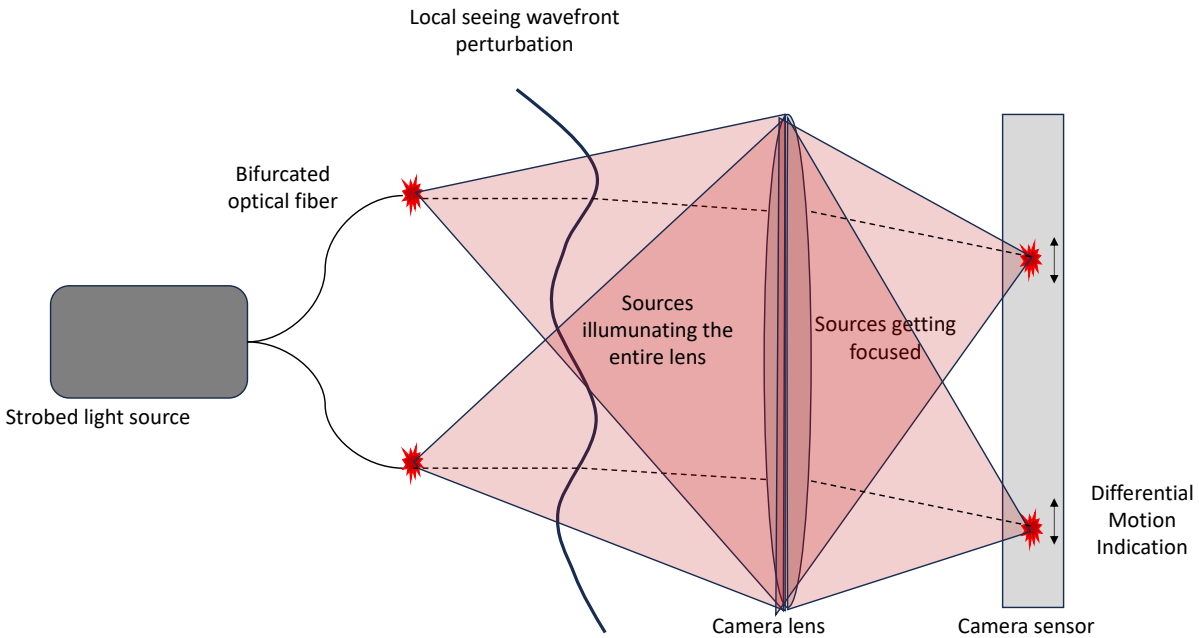 Local seeing wavefront
perturbation
Bifurcated
optical fiber
Sources
illumunating the
entire lens
Sources getting
focused
Strobed light source
Differential
Motion
Indication
Camera lens
Camera sensor